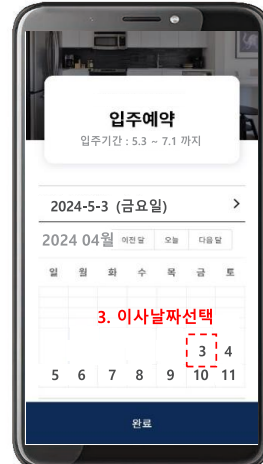 입주예약
입주기간 : 5.3 ~ 7.1 까지
2024-5-3 (금요일) >
2024 04월 이전 달 오늘 다음 달
일 월 화 수 목 금 토
3. 이사날짜선택
3 4
5 6 7 8 9 10 11
완료